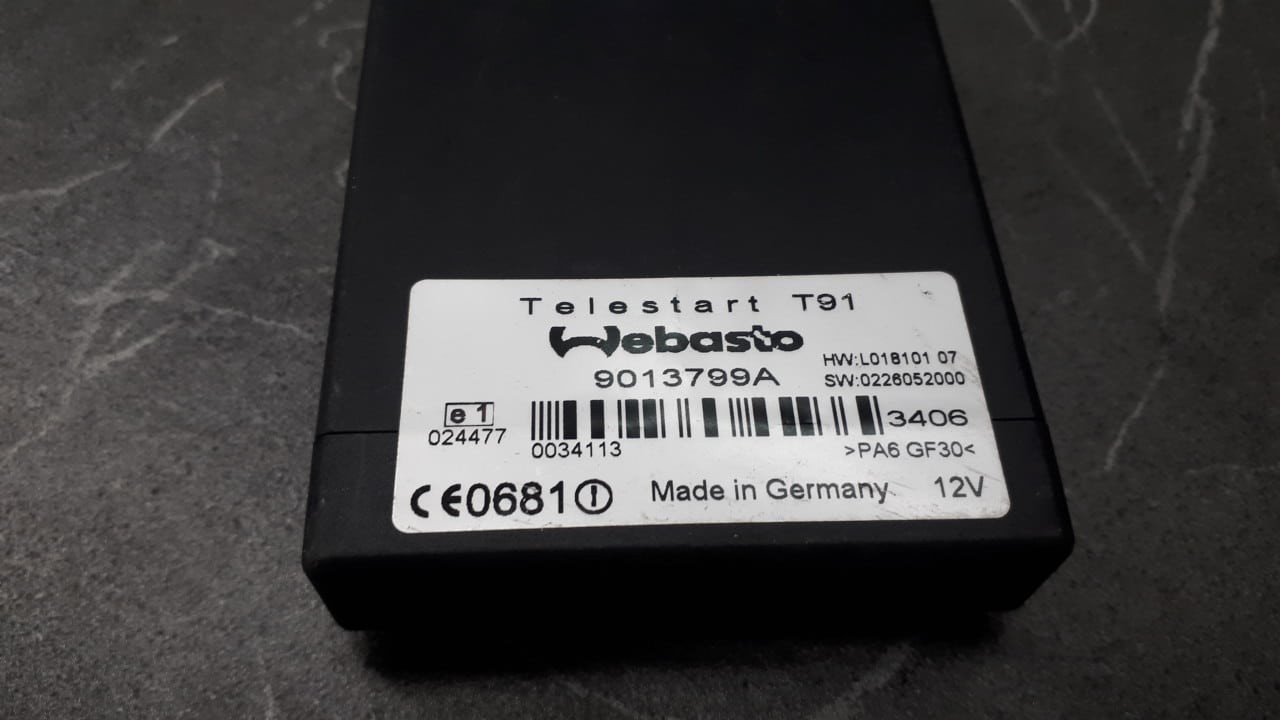 Telestart T91
Webasto
9013799A
HW:L018101 07
SW:0226052000
e1
024477
0034113
3406
>PA6 GF30<
CE0681
Made in Germany
12V